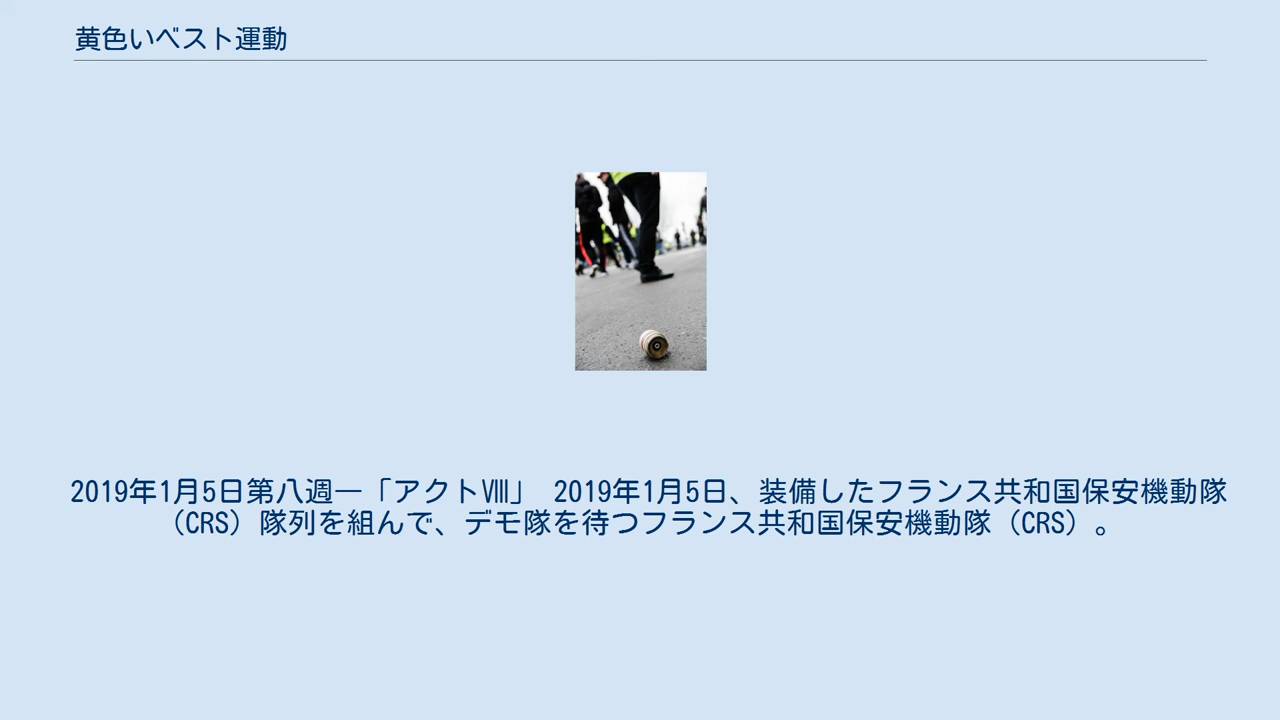 黄色いベスト運動
2019年1月5日第八週―「アクトⅧ」 2019年1月5日、装備したフランス共和国保安機動隊
（CRS）隊列を組んで、デモ隊を待つフランス共和国保安機動隊（CRS）。